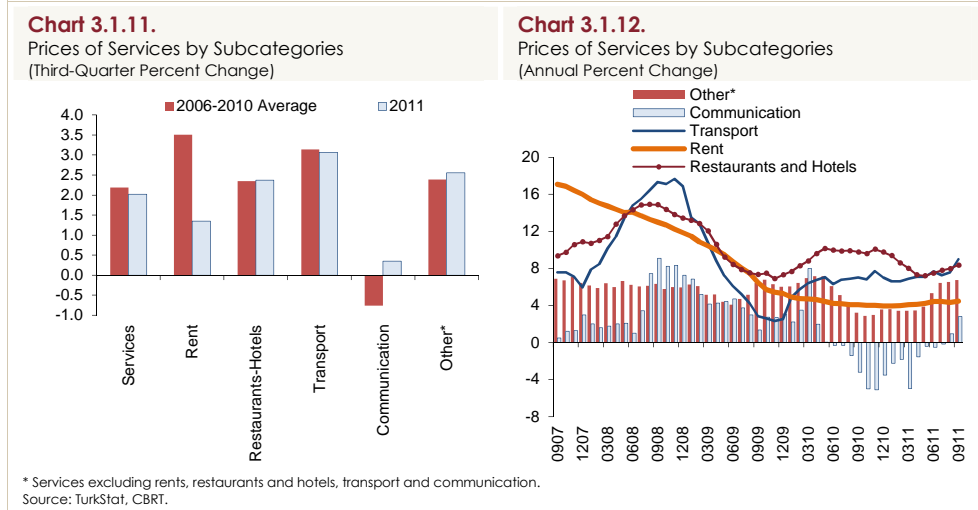 Chart 3.1.11.
Prices of Services by Subcategories
(Third-Quarter Percent Change)
2006-2010 Average
2011
4.0
3.5
3.0
2.5
2.0
1.5
1.0
0.5
0.0
-0.5
-1.0
Services
Rent
Restaurants-Hotels
Transport
Communication
Other*
Chart 3.1.12.
Prices of Services by Subcategories
(Annual Percent Change)
Other*
Communication
Transport
Rent
Restaurants and Hotels
20
16
12
8
4
0
-4
-8
0907
1207
0308
0608
0908
1208
0309
0609
0909
1209
0310
0610
0910
1210
0311
0611
0911
* Services excluding rents, restaurants and hotels, transport and communication.
Source: TurkStat, CBRT.